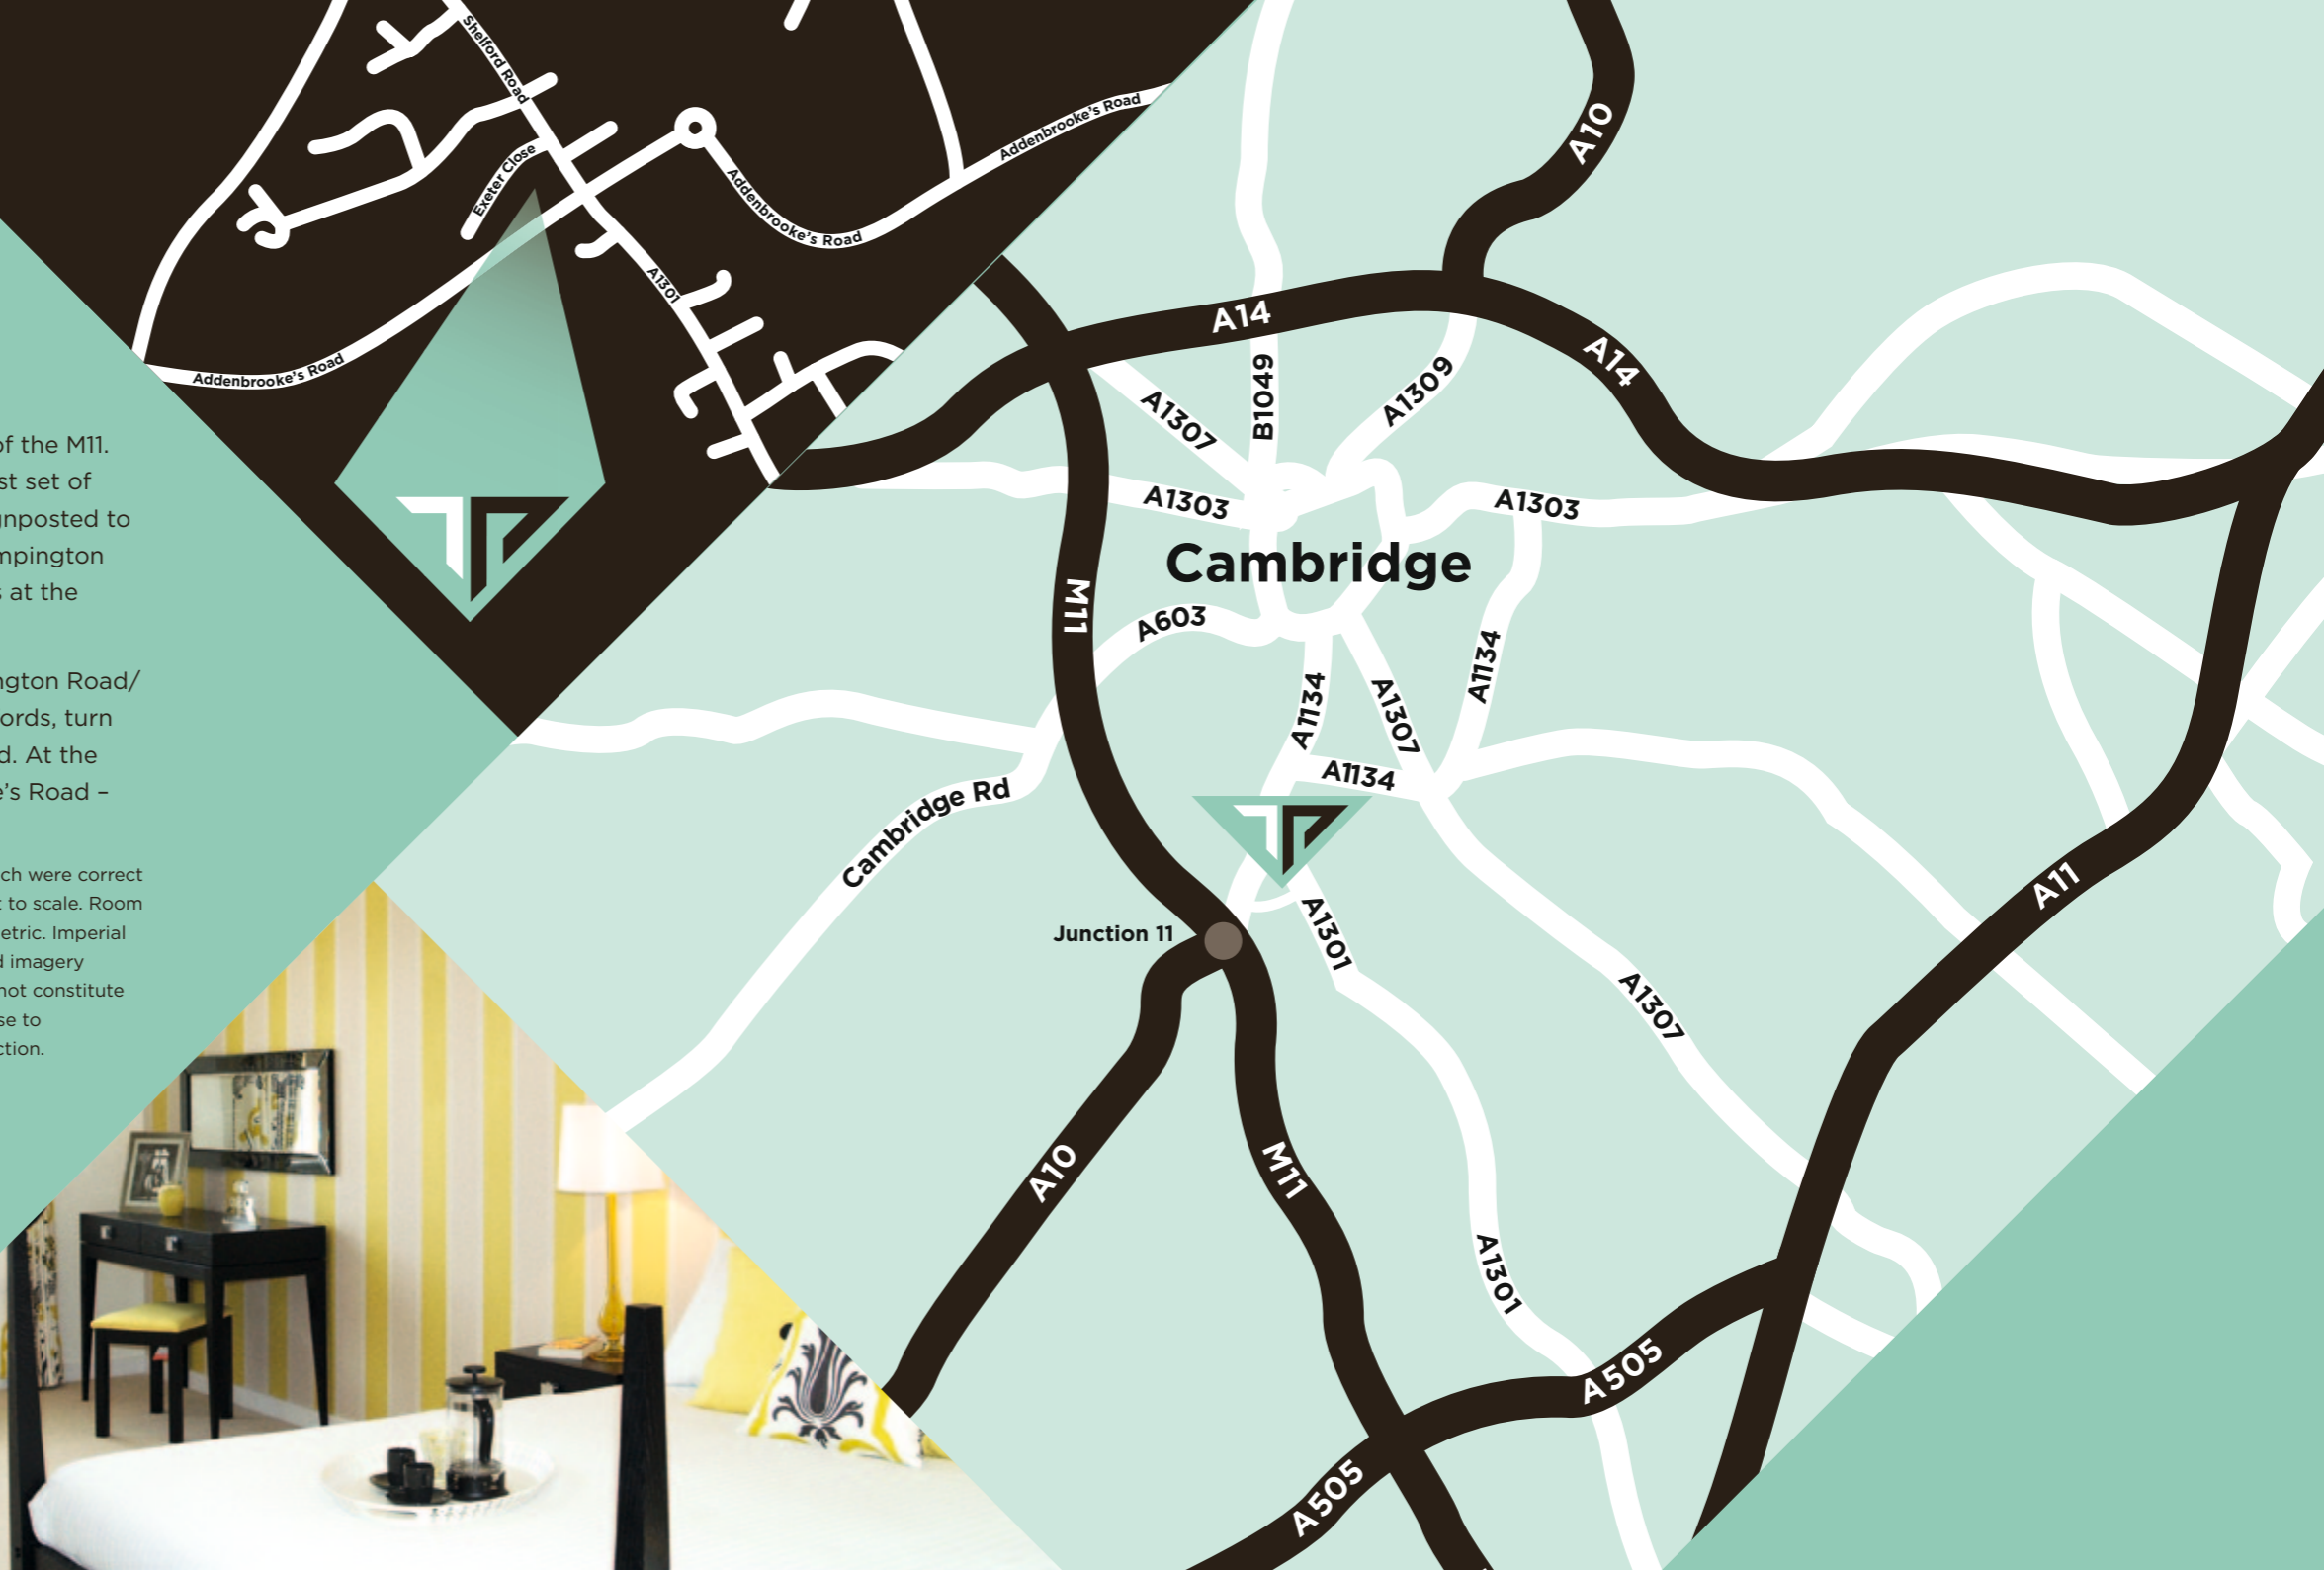 Shelford Road
Exeter Close
Addenbrooke's Road
Addenbrooke's Road
A1301
Addenbrooke's Road
of the M11.
st set of
gnposted to
mpington
s at the
ngton Road/
ords, turn
d. At the
e's Road –
ch were correct
t to scale. Room
etric. Imperial
d imagery
not constitute
se to
ction.
A10
A14
A14
A1307
B1049
A1309
A1303
A1303
Cambridge
M11
A603
A1134
A1307
A1134
A1134
Cambridge Rd
Junction 11
A1301
A11
A1307
A10
M11
A1301
A505
A505